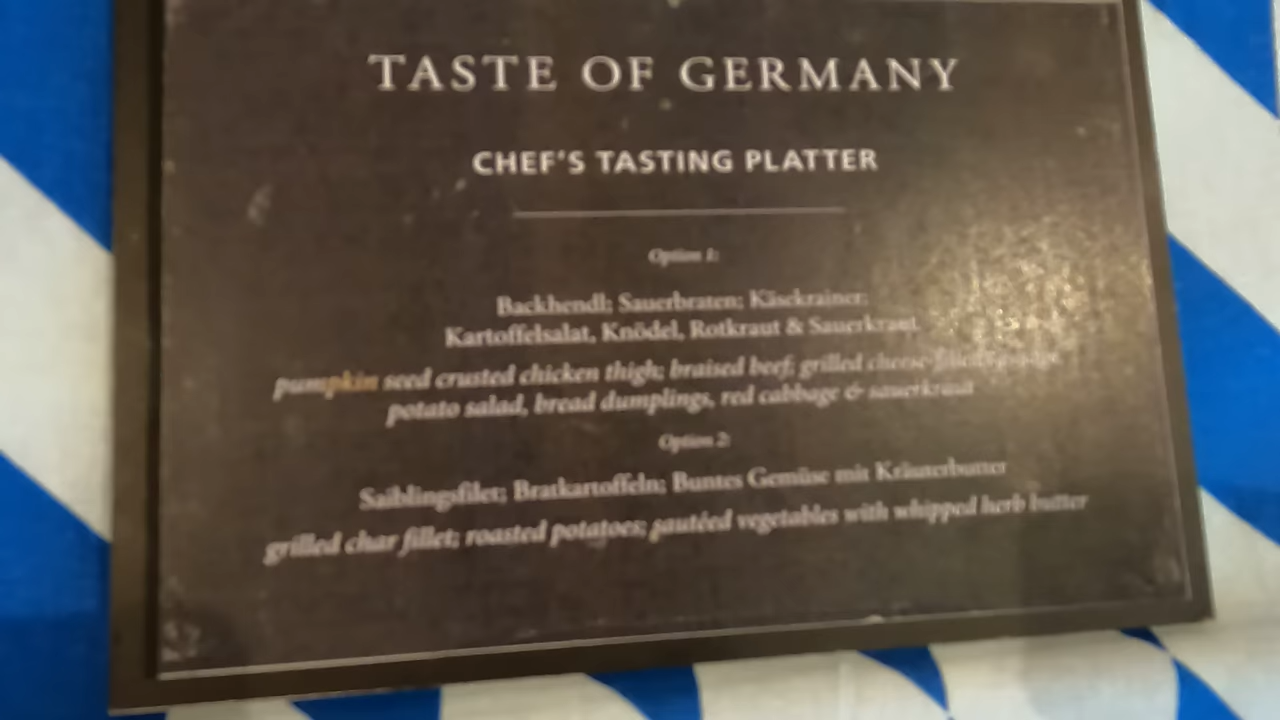 TASTE OF GERMANY
CHEF'S TASTING PLATTER
Option 1:
Backhendl; Sauerbraten; Käsekrainer;
Kartoffelsalat, Knödel, Rotkraut & Sauerkraut
pumpkin seed crusted chicken thigh; braised beef; grilled cheese-filled sausage
potato salad, bread dumplings, red cabbage & sauerkraut
Option 2:
Saiblingsfilet; Bratkartoffeln; Buntes Gemüse mit Kräuterbutter
grilled char fillet; roasted potatoes; sautéed vegetables with whipped herb butter